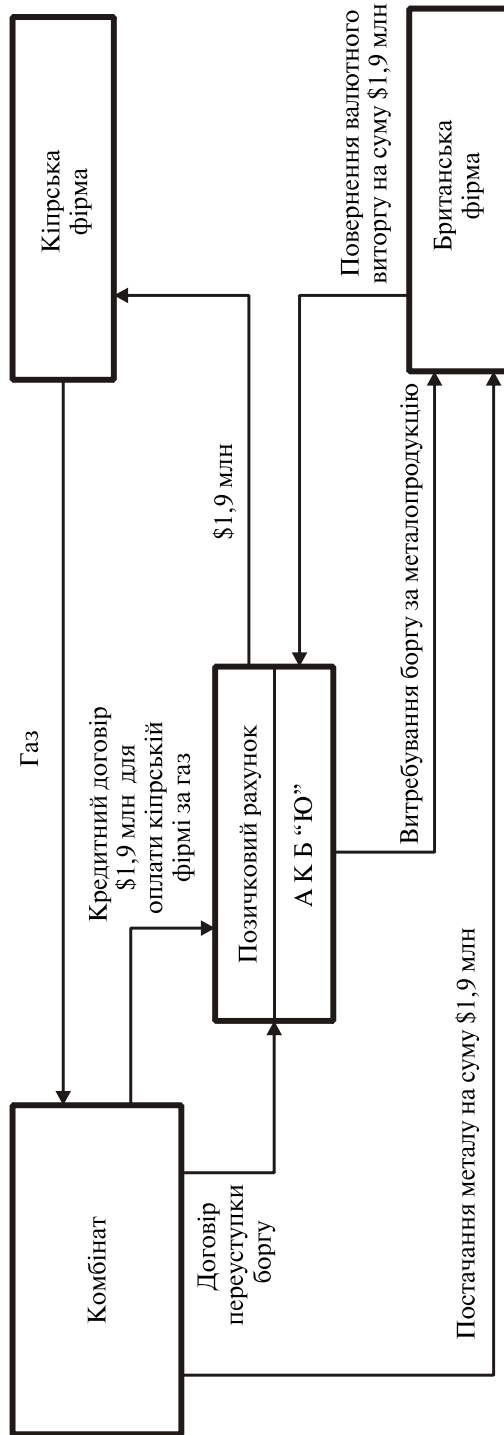 Комбінат
Газ
Кіпрська
фірма
Кредитний договір
$1,9 млн для
оплати кіпрській
фірмі за газ
$1,9 млн
Позичковий рахунок
А К Б “Ю”
Договір
переуступки
боргу
Повернення валютного
виторгу на суму $1,9 млн
Витребування боргу за металопродукцію
Британська
фірма
Постачання металу на суму $1,9 млн